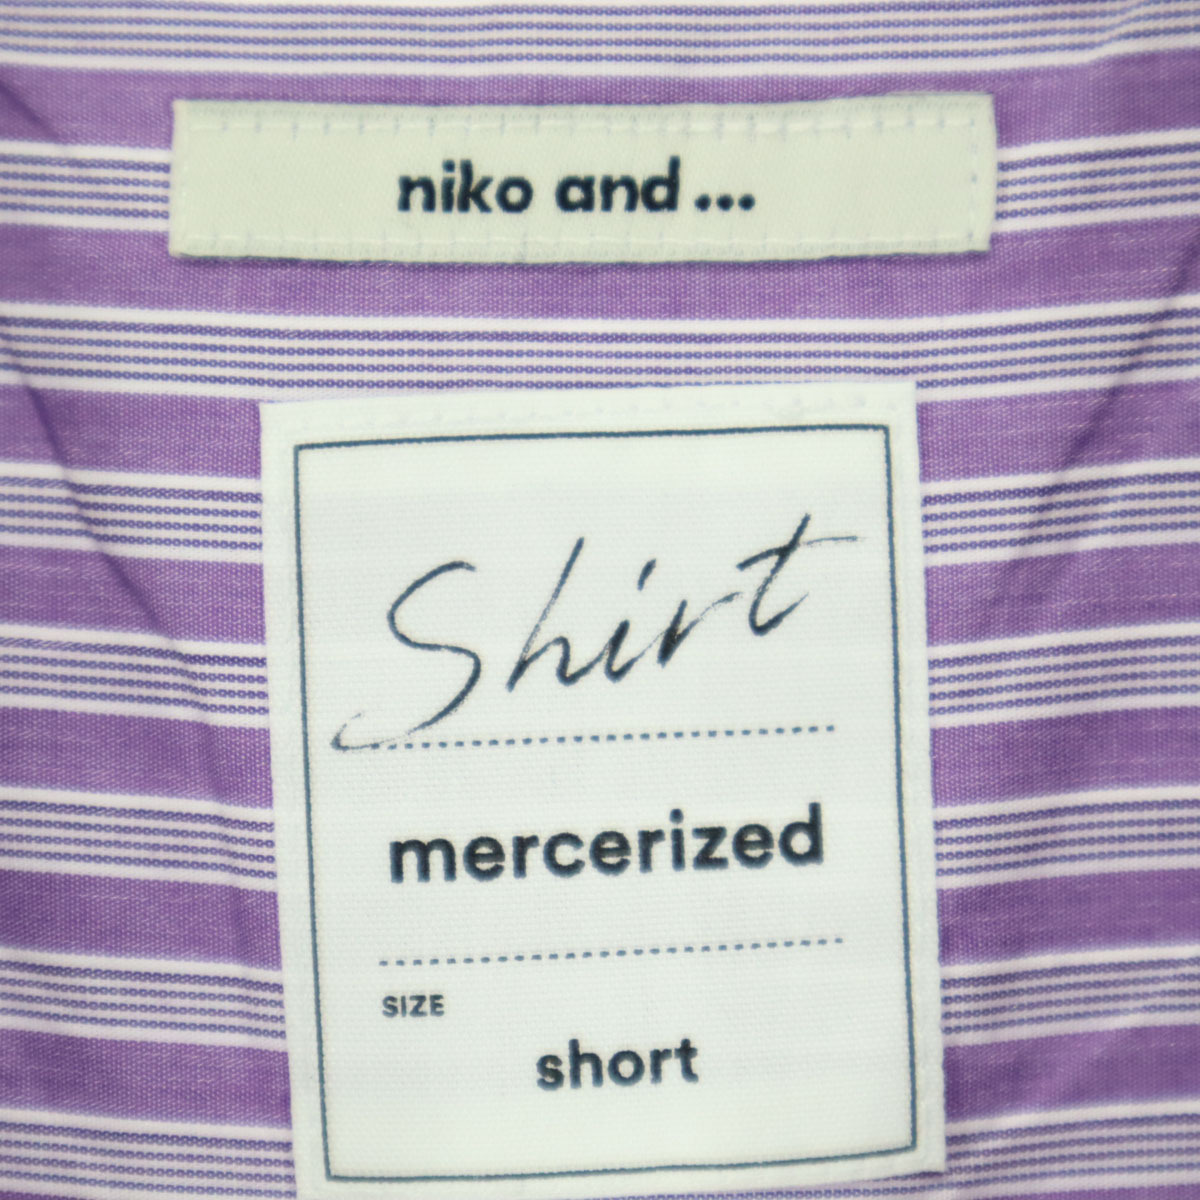 niko and ...
Shirt
mercerized
SIZE
short